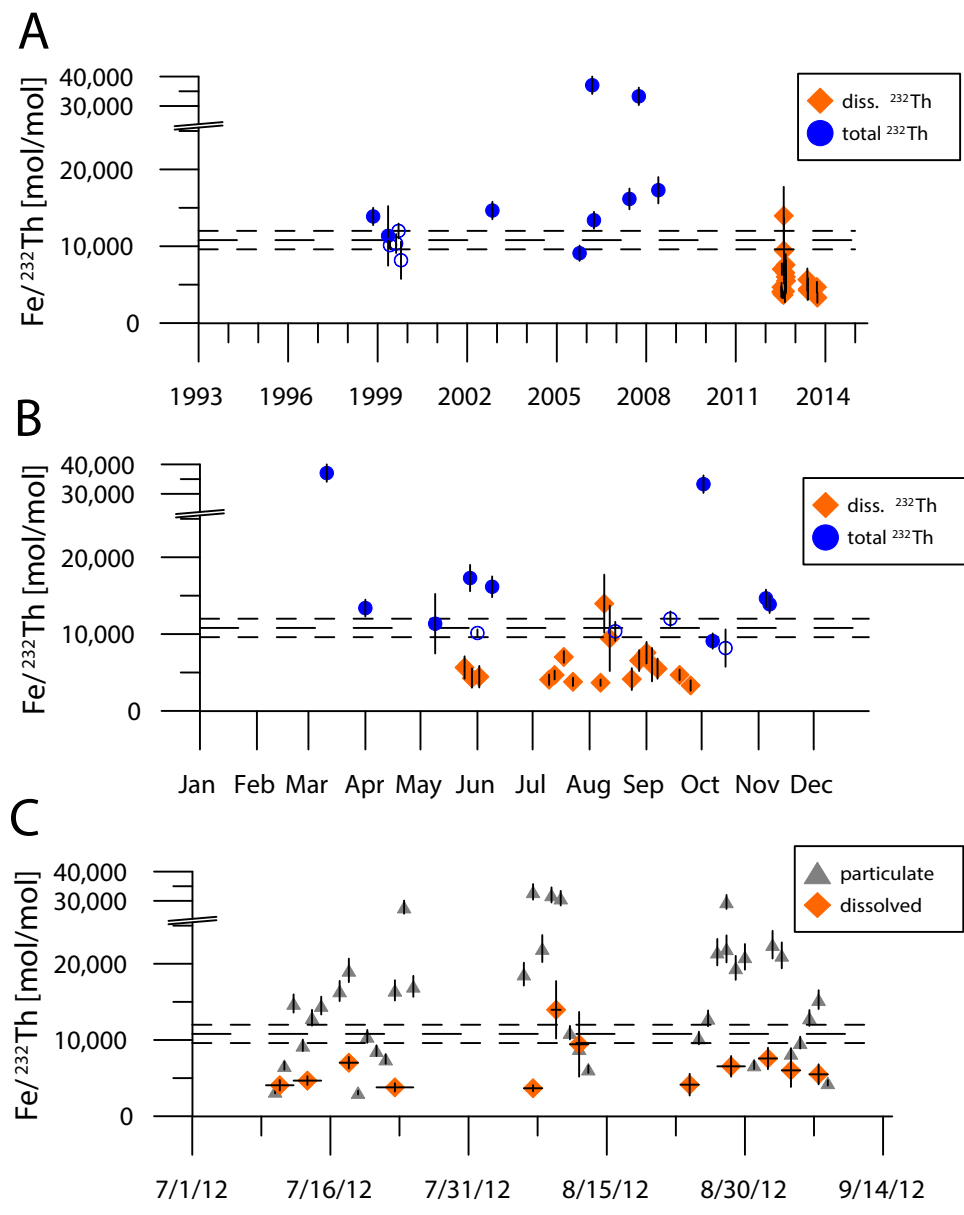 A
Fe/ ²³²Th [mol/mol]
40,000
30,000
20,000
10,000
0
diss. ²³²Th
total ²³²Th
1993 1996 1999 2002 2005 2008 2011 2014
B
Fe/ ²³²Th [mol/mol]
40,000
30,000
20,000
10,000
0
diss. ²³²Th
total ²³²Th
Jan Feb Mar Apr May Jun Jul Aug Sep Oct Nov Dec
C
Fe/ ²³²Th [mol/mol]
40,000
30,000
20,000
10,000
0
particulate
dissolved
7/1/12 7/16/12 7/31/12 8/15/12 8/30/12 9/14/12